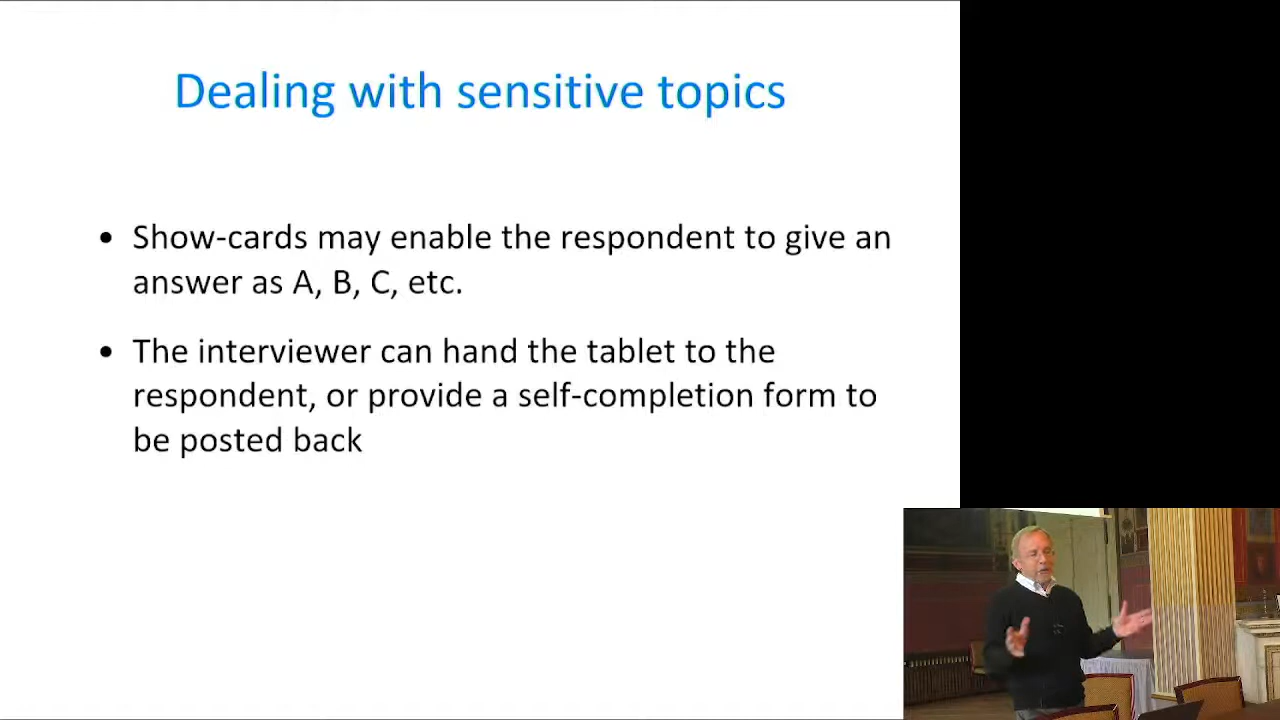 Dealing with sensitive topics
• Show-cards may enable the respondent to give an
answer as A, B, C, etc.
• The interviewer can hand the tablet to the
respondent, or provide a self-completion form to
be posted back